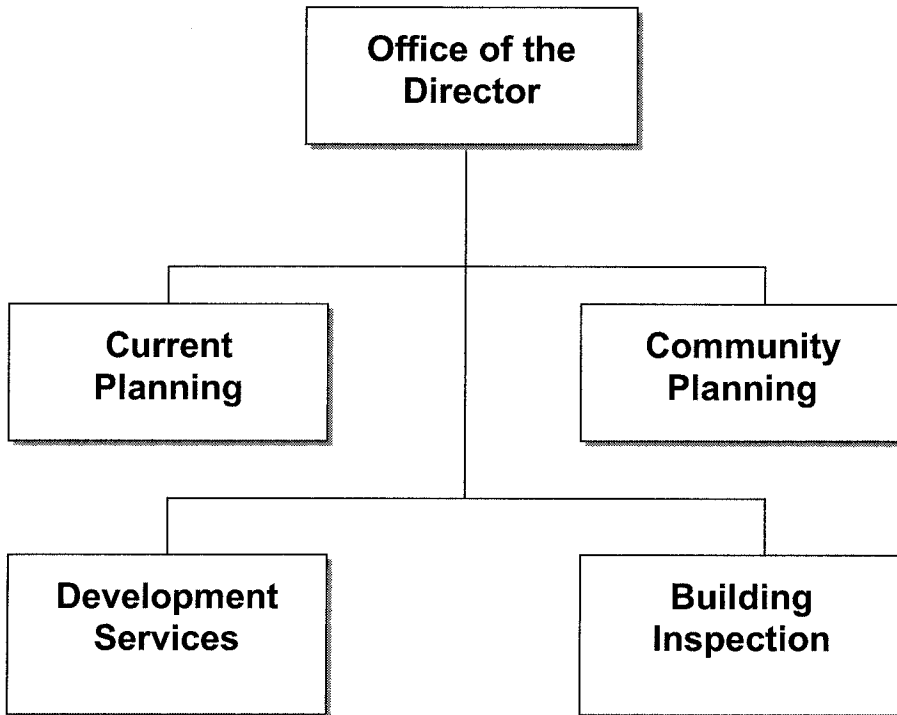 Office of the
Director
Current
Planning
Community
Planning
Development
Services
Building
Inspection